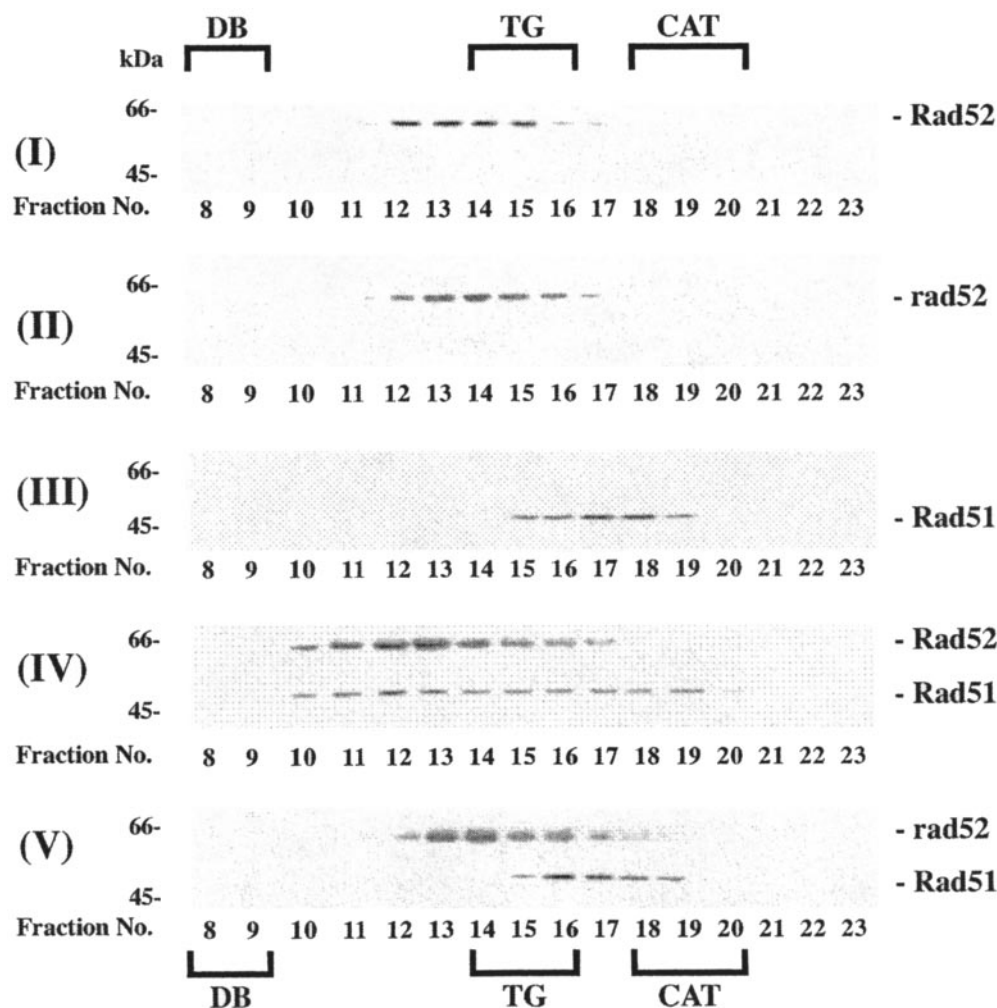 DB TG CAT
kDa
66-
- Rad52
(I)
45-
Fraction No. 8 9 10 11 12 13 14 15 16 17 18 19 20 21 22 23
66-
- rad52
(II)
45-
Fraction No. 8 9 10 11 12 13 14 15 16 17 18 19 20 21 22 23
66-
(III)
45-
- Rad51
Fraction No. 8 9 10 11 12 13 14 15 16 17 18 19 20 21 22 23
66-
- Rad52
(IV)
- Rad51
45-
Fraction No. 8 9 10 11 12 13 14 15 16 17 18 19 20 21 22 23
66-
- rad52
(V)
- Rad51
45-
Fraction No. 8 9 10 11 12 13 14 15 16 17 18 19 20 21 22 23
DB TG CAT